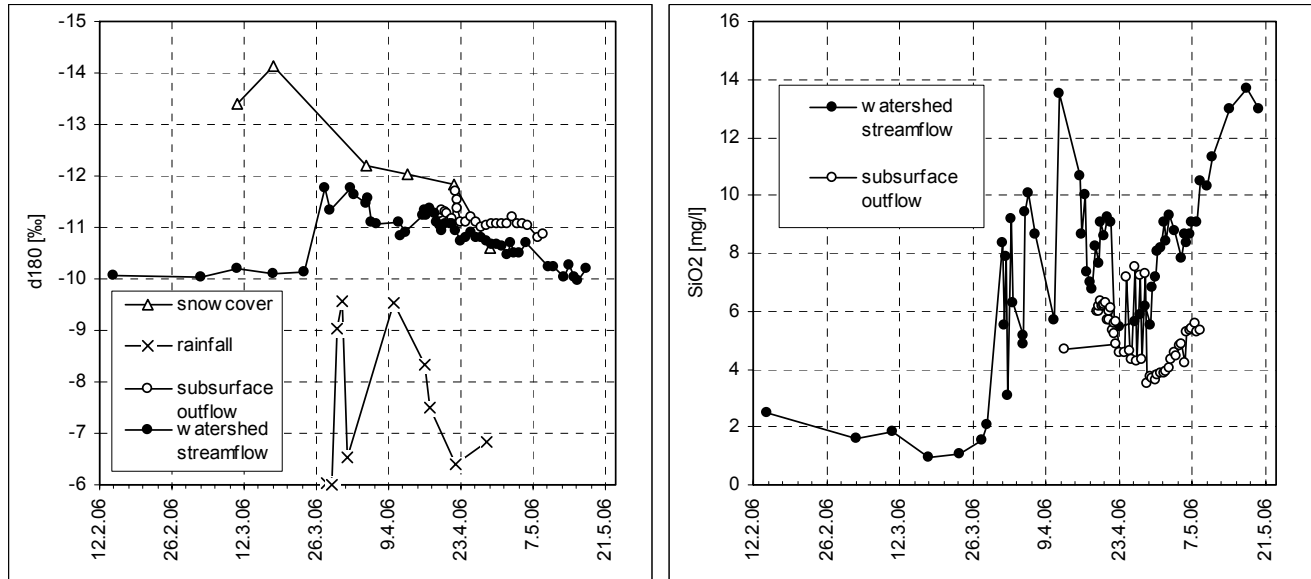 -15
-14
-13
-12
-11
-10
-9
-8
-7
-6
d180 [‰]
snow cover
rainfall
subsurface
outflow
watershed
streamflow
12.2.06
26.2.06
12.3.06
26.3.06
9.4.06
23.4.06
7.5.06
21.5.06
16
14
12
10
8
6
4
2
0
SiO2 [mg/l]
watershed
streamflow
subsurface
outflow
12.2.06
26.2.06
12.3.06
26.3.06
9.4.06
23.4.06
7.5.06
21.5.06